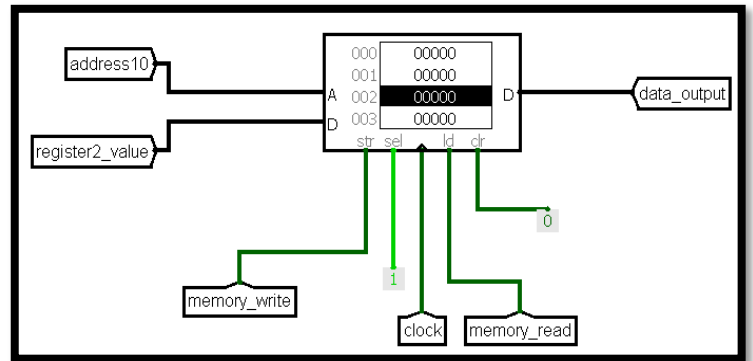 address10
register2_value
A
D
000 00000
001 00000
002 00000
003 00000
D
str sel ld clr
data_output
0
1
memory_write
clock
memory_read